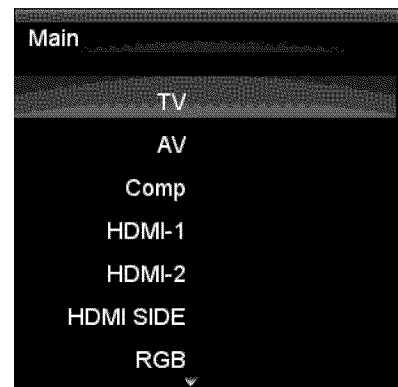 Main
TV
AV
Comp
HDMI-1
HDMI-2
HDMI SIDE
RGB